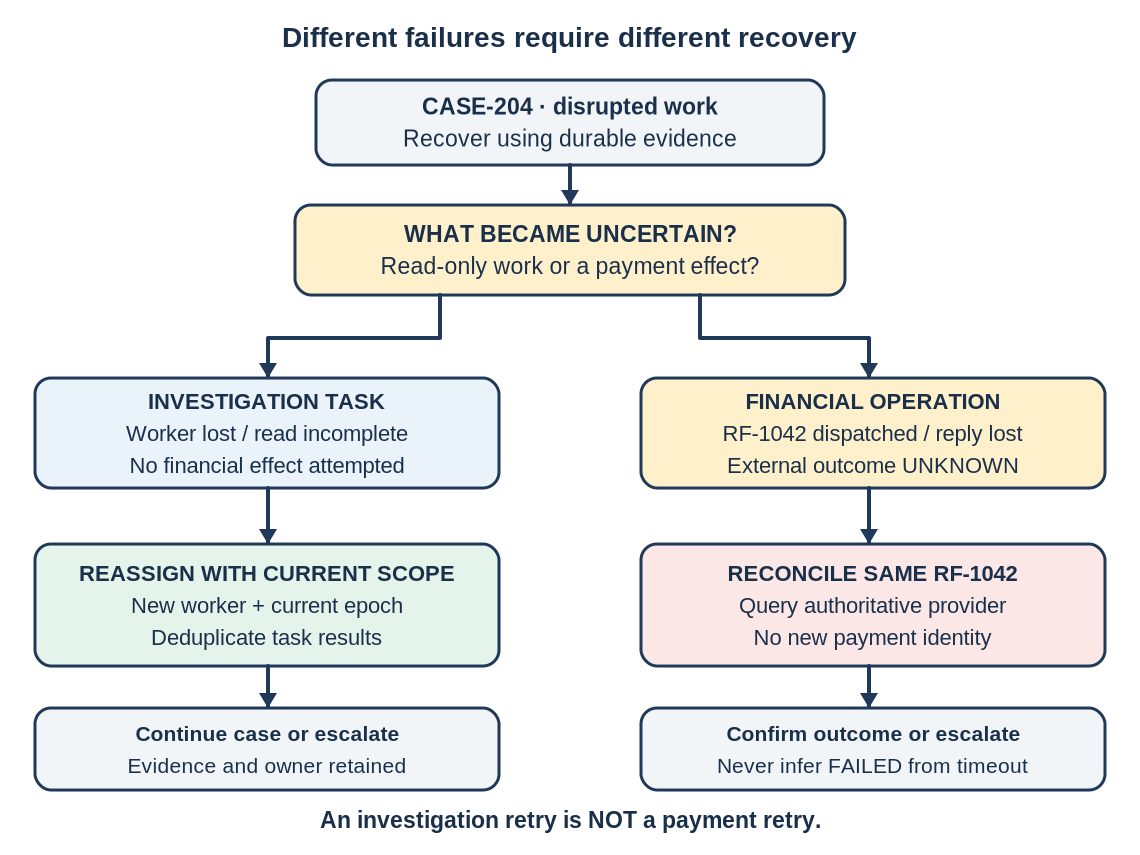 Different failures require different recovery
CASE-204 · disrupted work
Recover using durable evidence
WHAT BECAME UNCERTAIN?
Read-only work or a payment effect?
INVESTIGATION TASK
Worker lost / read incomplete
No financial effect attempted
FINANCIAL OPERATION
RF-1042 dispatched / reply lost
External outcome UNKNOWN
REASSIGN WITH CURRENT SCOPE
New worker + current epoch
Deduplicate task results
RECONCILE SAME RF-1042
Query authoritative provider
No new payment identity
Continue case or escalate
Evidence and owner retained
Confirm outcome or escalate
Never infer FAILED from timeout
An investigation retry is NOT a payment retry.